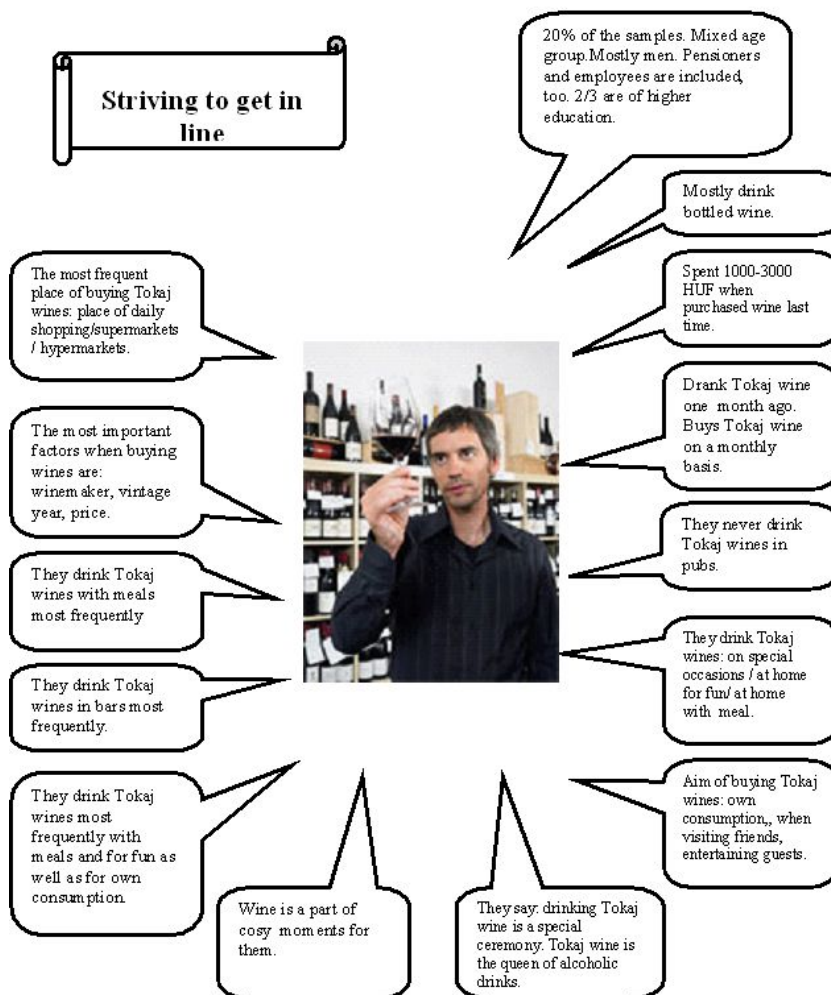 Striving to get in
line
20% of the samples. Mixed age
group.Mostly men. Pensioners
and employees are included,
too. 2/3 are of higher
education.
Mostly drink
bottled wine.
The most frequent
place of buying Tokaj
wines: place of daily
shopping/supermarkets
/ hypermarkets.
Spent 1000-3000
HUF when
purchased wine last
time.
Drank Tokaj wine
one month ago.
Buys Tokaj wine
on a monthly
basis.
The most important
factors when buying
wines are:
winemaker, vintage
year, price.
They never drink
Tokaj wines in
pubs.
They drink Tokaj
wines with meals
most frequently
They drink Tokaj
wines: on special
occasions / at home
for fun/ at home
with meal.
They drink Tokaj
wines in bars most
frequently.
Aim of buying Tokaj
wines: own
consumption,, when
visiting friends,
entertaining guests.
They drink Tokaj
wines most
frequently with
meals and for fun as
well as for own
consumption.
Wine is a part of
cosy moments for
them.
They say: drinking Tokaj
wine is a special
ceremony. Tokaj wine is
the queen of alcoholic
drinks.